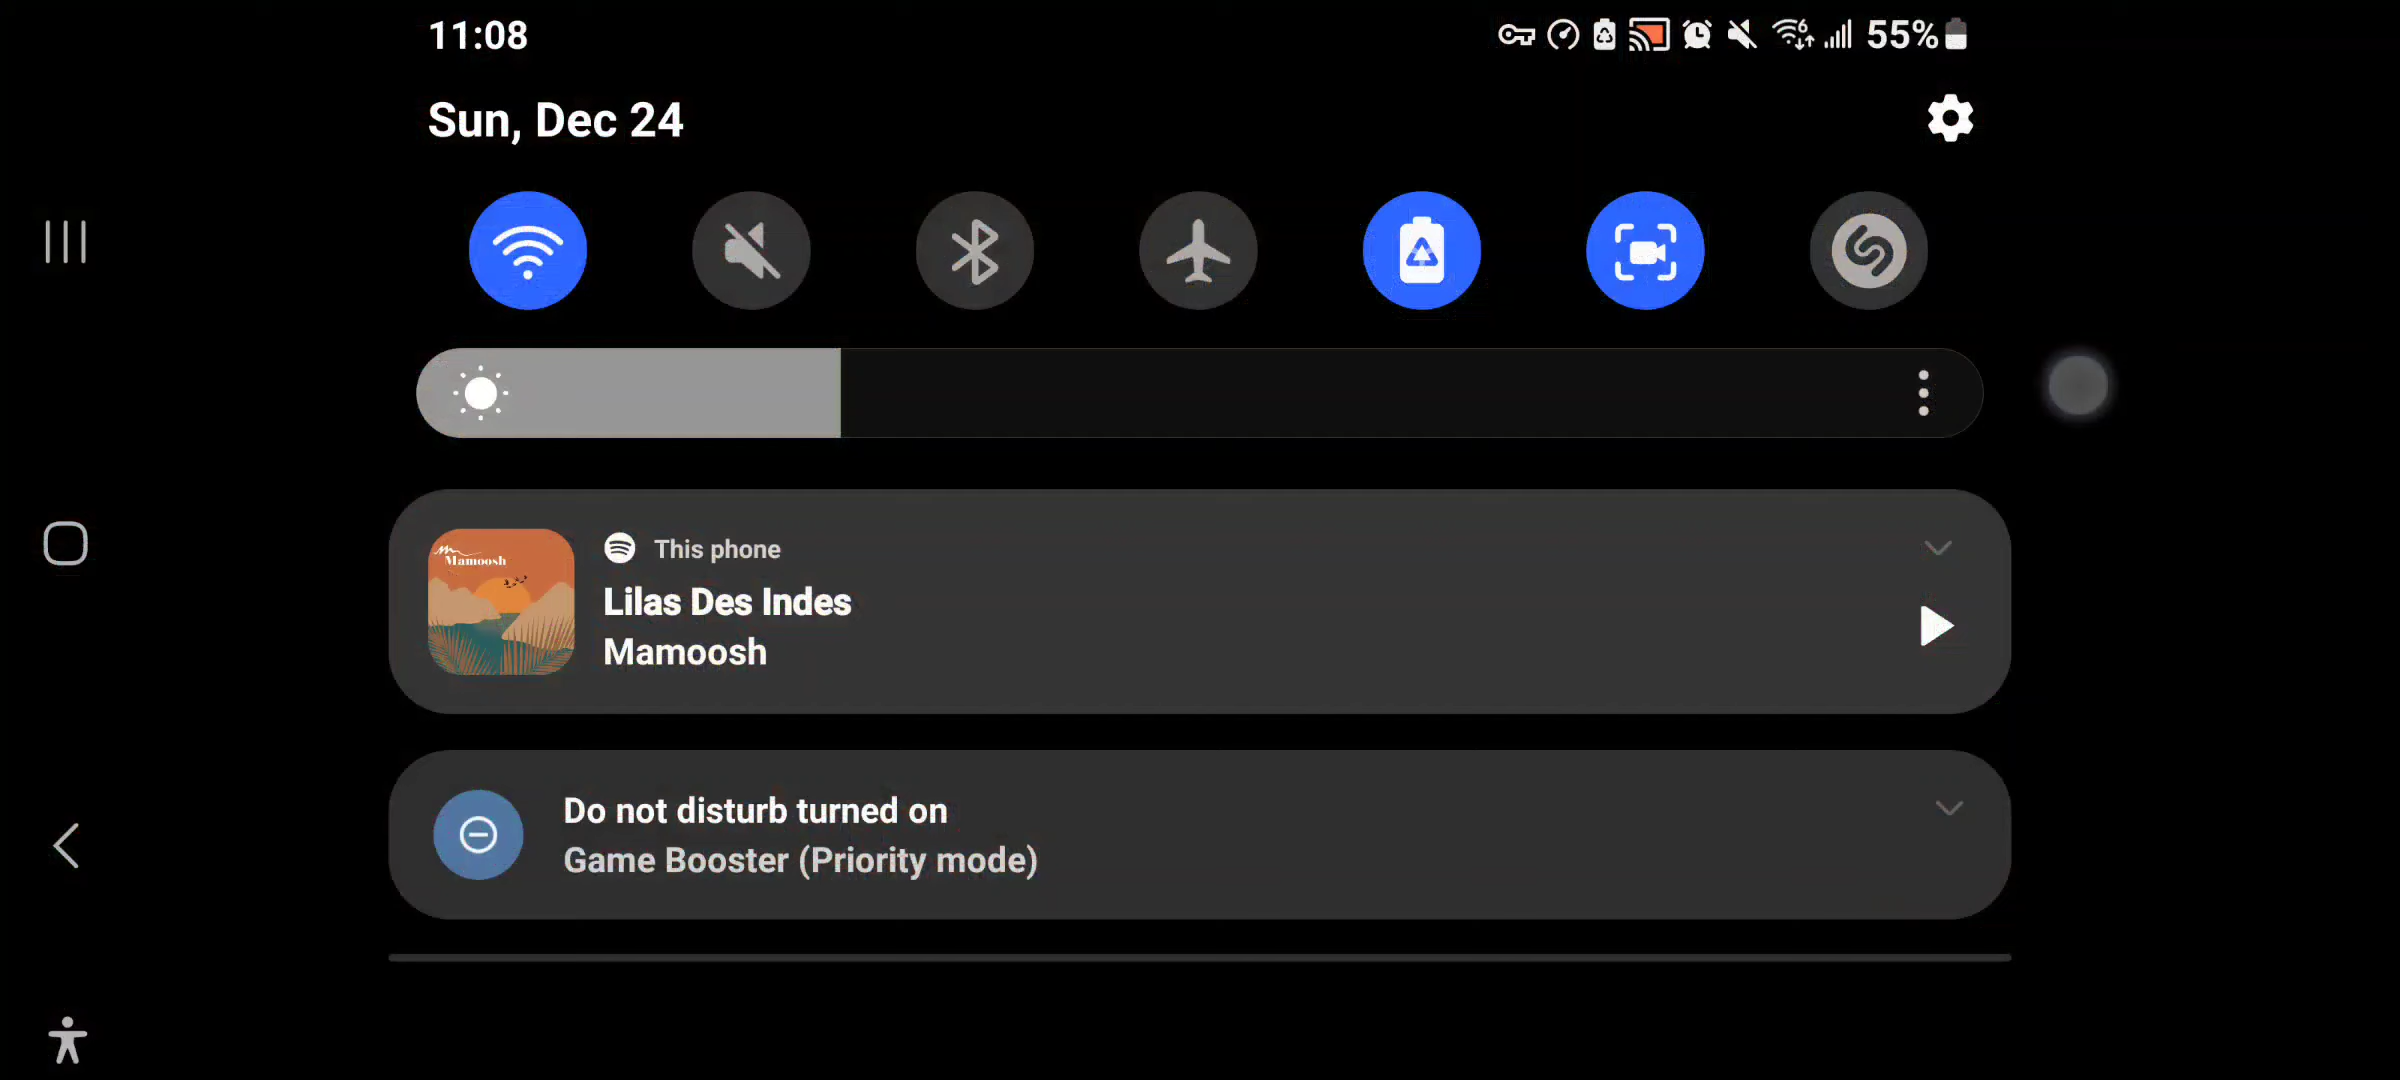 11:08
55%
Sun, Dec 24
Mamoosh
This phone
Lilas Des Indes
Mamoosh
Do not disturb turned on
Game Booster (Priority mode)